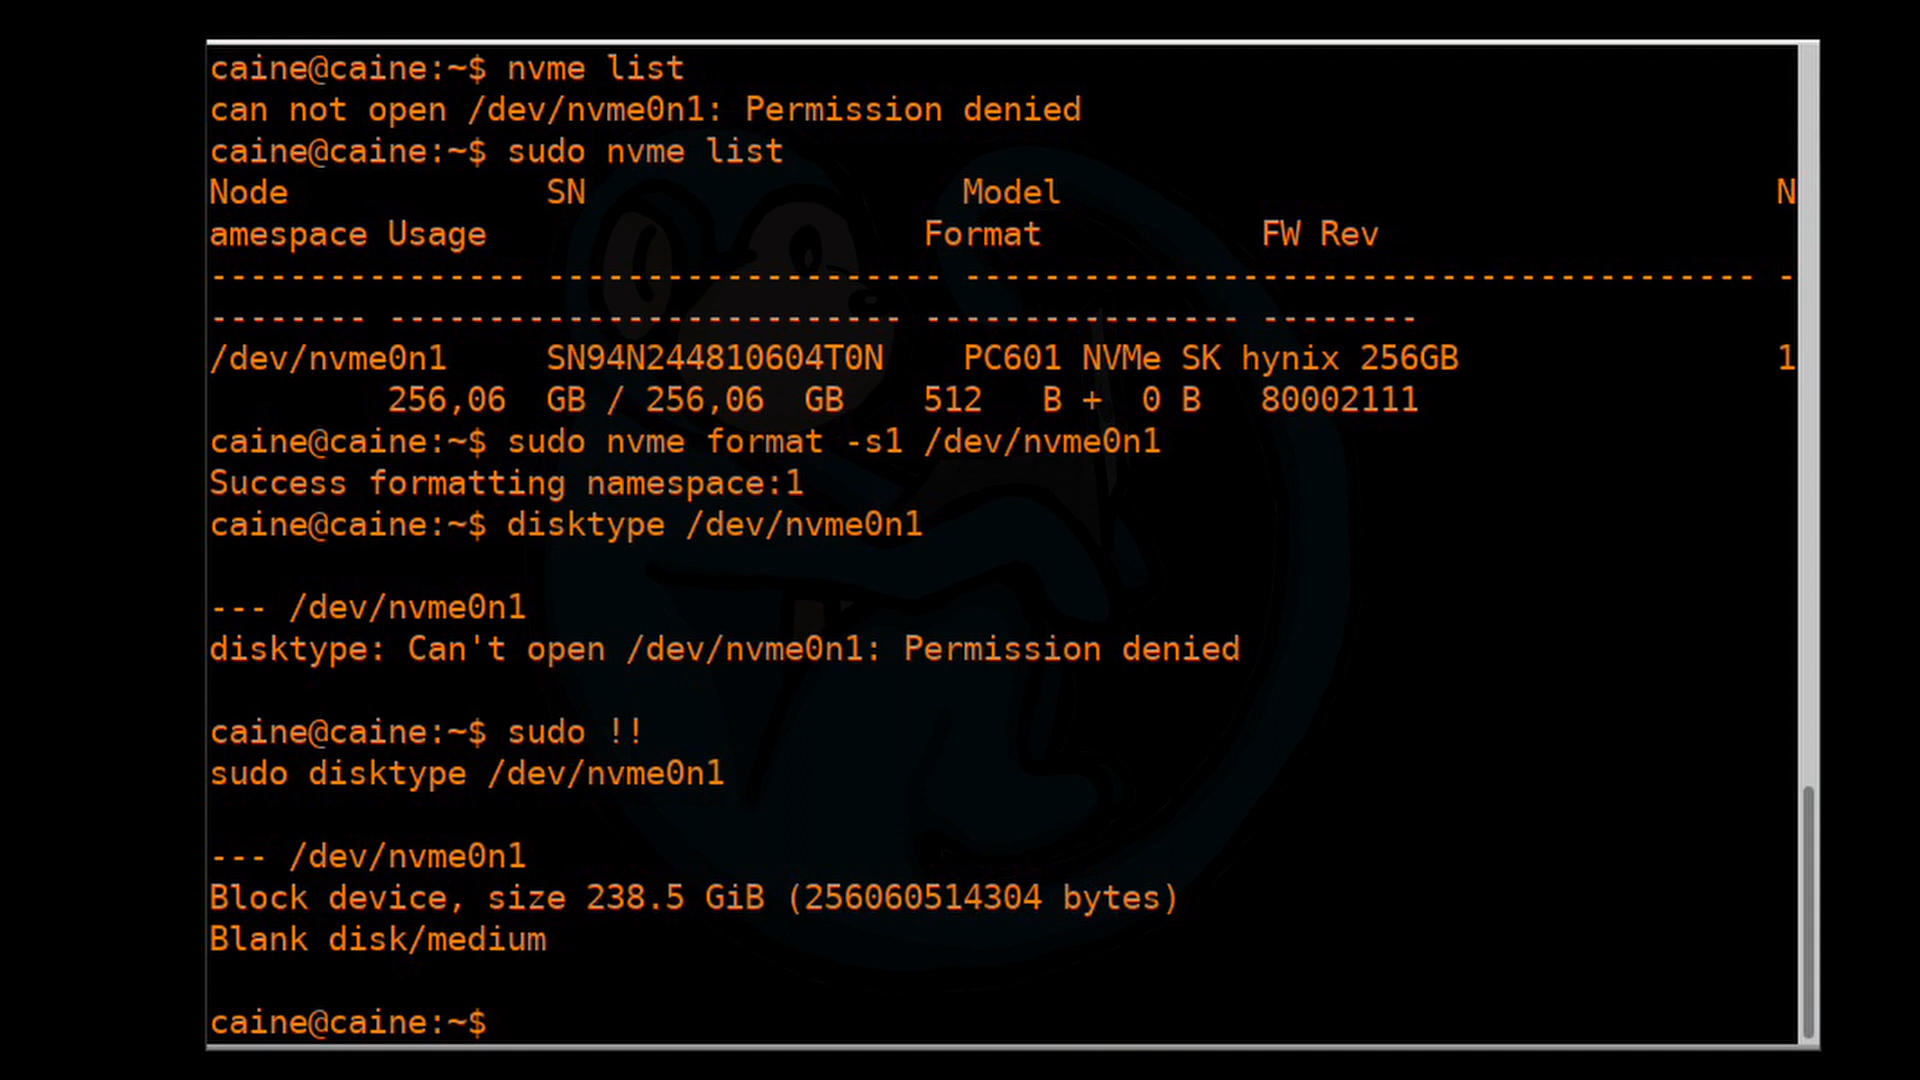 caine@caine:~$ nvme list
can not open /dev/nvme0n1: Permission denied
caine@caine:~$ sudo nvme list
Node             SN                   Model                                    N
amespace Usage                      Format           FW Rev
---------------- -------------------- ---------------------------------------- -
-------- -------------------------- ---------------- --------
/dev/nvme0n1     SN94N244810604T0N    PC601 NVMe SK hynix 256GB                1
         256,06  GB / 256,06  GB    512   B +  0 B   80002111
caine@caine:~$ sudo nvme format -s1 /dev/nvme0n1
Success formatting namespace:1
caine@caine:~$ disktype /dev/nvme0n1
--- /dev/nvme0n1
disktype: Can't open /dev/nvme0n1: Permission denied
caine@caine:~$ sudo !!
sudo disktype /dev/nvme0n1
--- /dev/nvme0n1
Block device, size 238.5 GiB (256060514304 bytes)
Blank disk/medium
caine@caine:~$